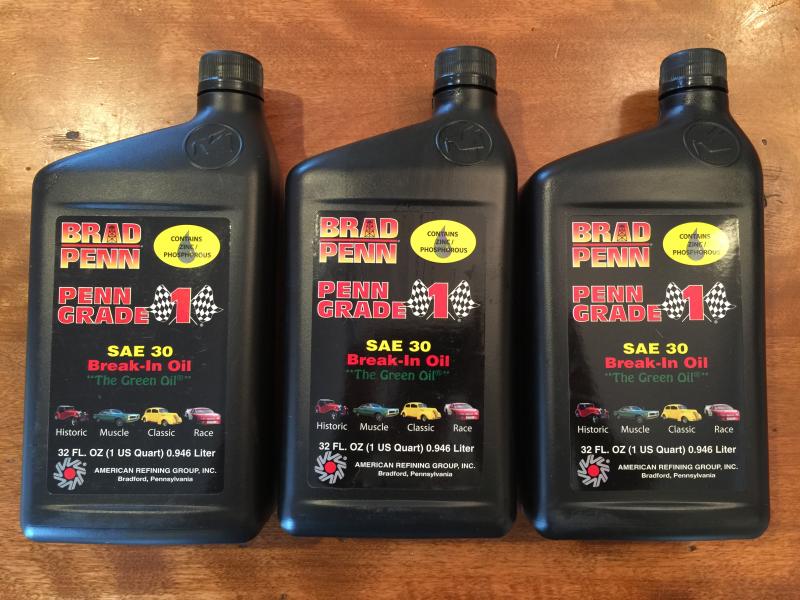 BRAD
PENN
CONTAINS
ZINC/
PHOSPHOROUS
PENN
GRADE 1®
SAE 30
Break-In Oil
"The Green Oil®"
Historic Muscle Classic Race
32 FL. OZ (1 US Quart) 0.946 Liter
AMERICAN REFINING GROUP, INC.
Bradford, Pennsylvania
BRAD
PENN
CONTAINS
ZINC/
PHOSPHOROUS
PENN
GRADE 1®
SAE 30
Break-In Oil
"The Green Oil®"
Historic Muscle Classic Race
32 FL. OZ (1 US Quart) 0.946 Liter
AMERICAN REFINING GROUP, INC.
Bradford, Pennsylvania
BRAD
PENN
CONTAINS
ZINC/
PHOSPHOROUS
PENN
GRADE 1®
SAE 30
Break-In Oil
"The Green Oil®"
Historic Muscle Classic Race
32 FL. OZ (1 US Quart) 0.946 Liter
AMERICAN REFINING GROUP, INC.
Bradford, Pennsylvania